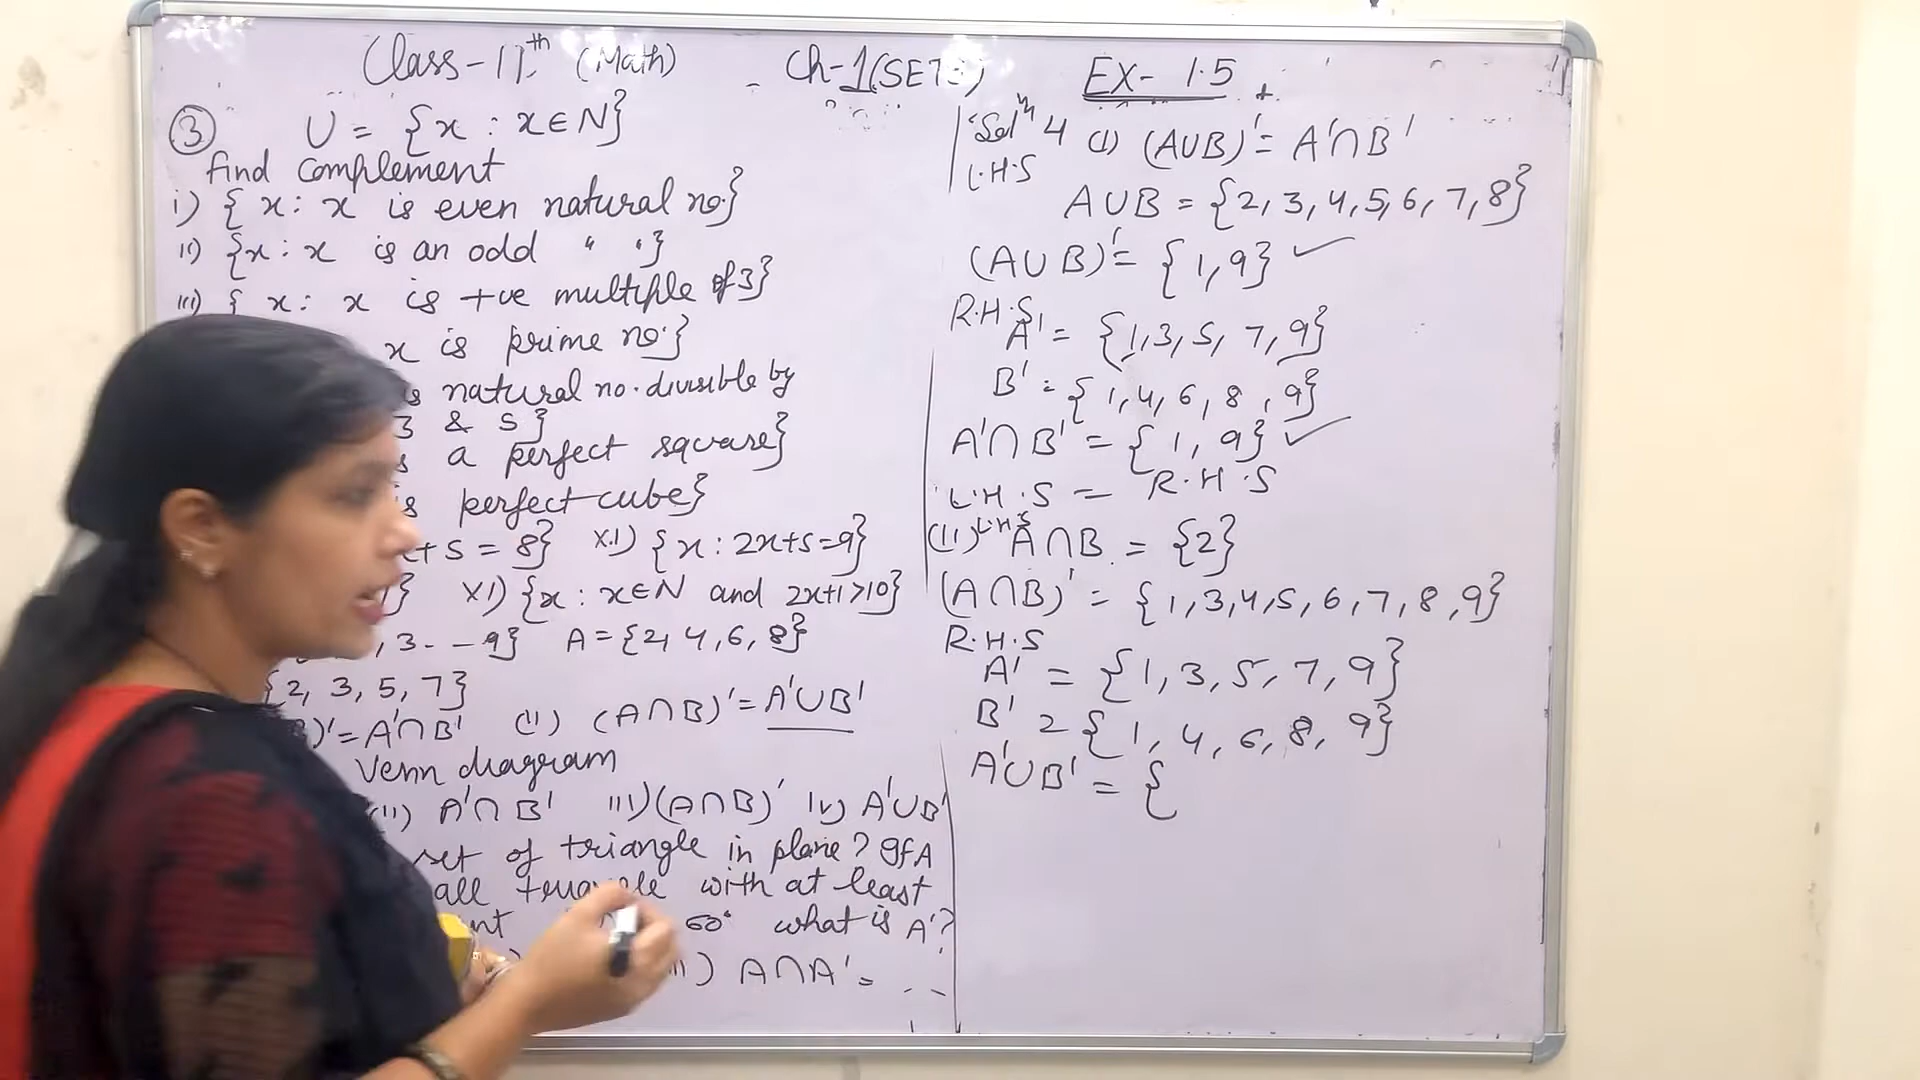 Class-11th (Math) Ch-1(SETS) EX- 1.5
③ U = {x : x∈N}
find complement
i) { x : x is even natural no.}
ii) {x : x is an odd " "}
iii) { x : x is +ve multiple of 3}
x is prime no.}
natural no. divisible by
3 & 5}
a perfect square}
perfect cube}
+5 = 8} x.1) {x : 2x+5=9}
XI) {x : x∈N and 2x+1>10}
, 3 - - 9} A = {2, 4, 6, 8}
{2, 3, 5, 7}
)' = A'∩B' (ii) (A∩B)' = A'∪B'
Venn diagram
(ii) A'∩B' iii) (A∩B)' iv) A'∪B'
set of triangle in plane? If A
all with at least
60° what is A'?
) A∩A' = - -
Solⁿ 4 (i) (A∪B)' = A'∩B'
L.H.S
A∪B = {2, 3, 4, 5, 6, 7, 8}
(A∪B)' = {1, 9} ✓
R.H.S
A' = {1, 3, 5, 7, 9}
B' = {1, 4, 6, 8, 9}
A'∩B' = {1, 9} ✓
L.H.S = R.H.S
(ii) L.H.S A∩B = {2}
(A∩B)' = {1, 3, 4, 5, 6, 7, 8, 9}
R.H.S
A' = {1, 3, 5, 7, 9}
B' = {1, 4, 6, 8, 9}
A'∪B' = {